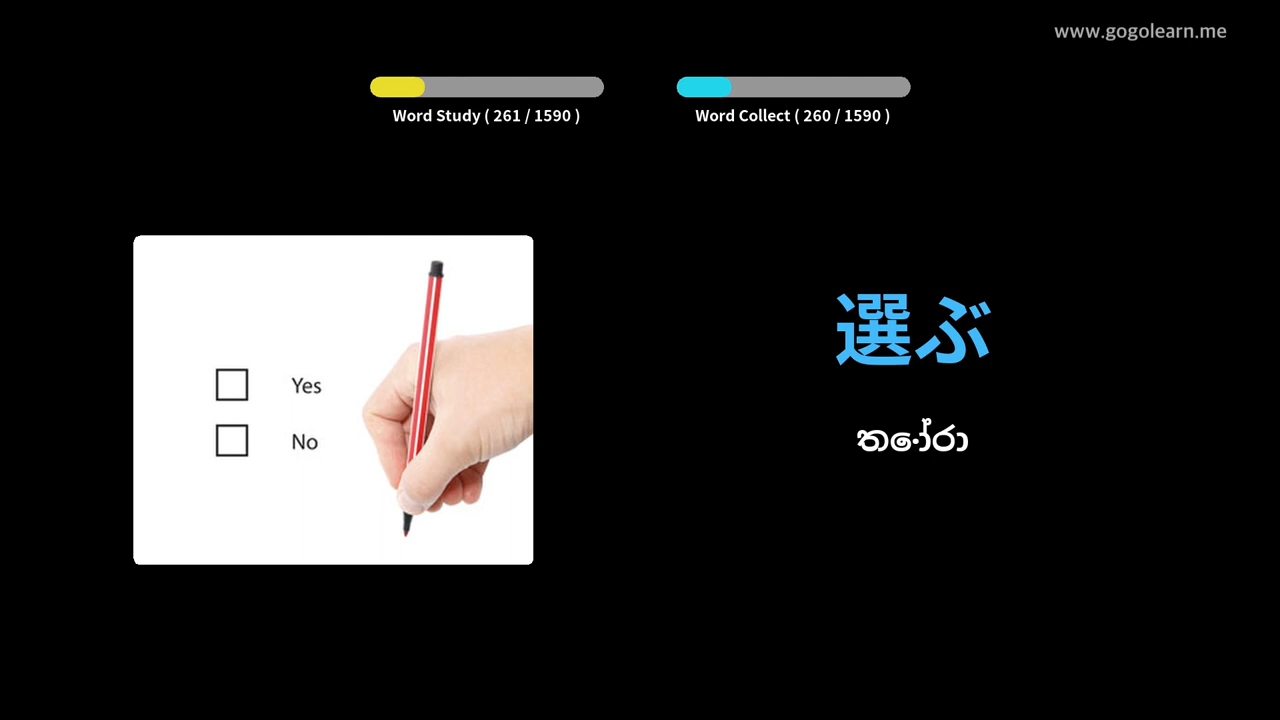 www.gogolearn.me
Word Study ( 261 / 1590 )
Word Collect ( 260 / 1590 )
Yes
No
選ぶ
තෝරා